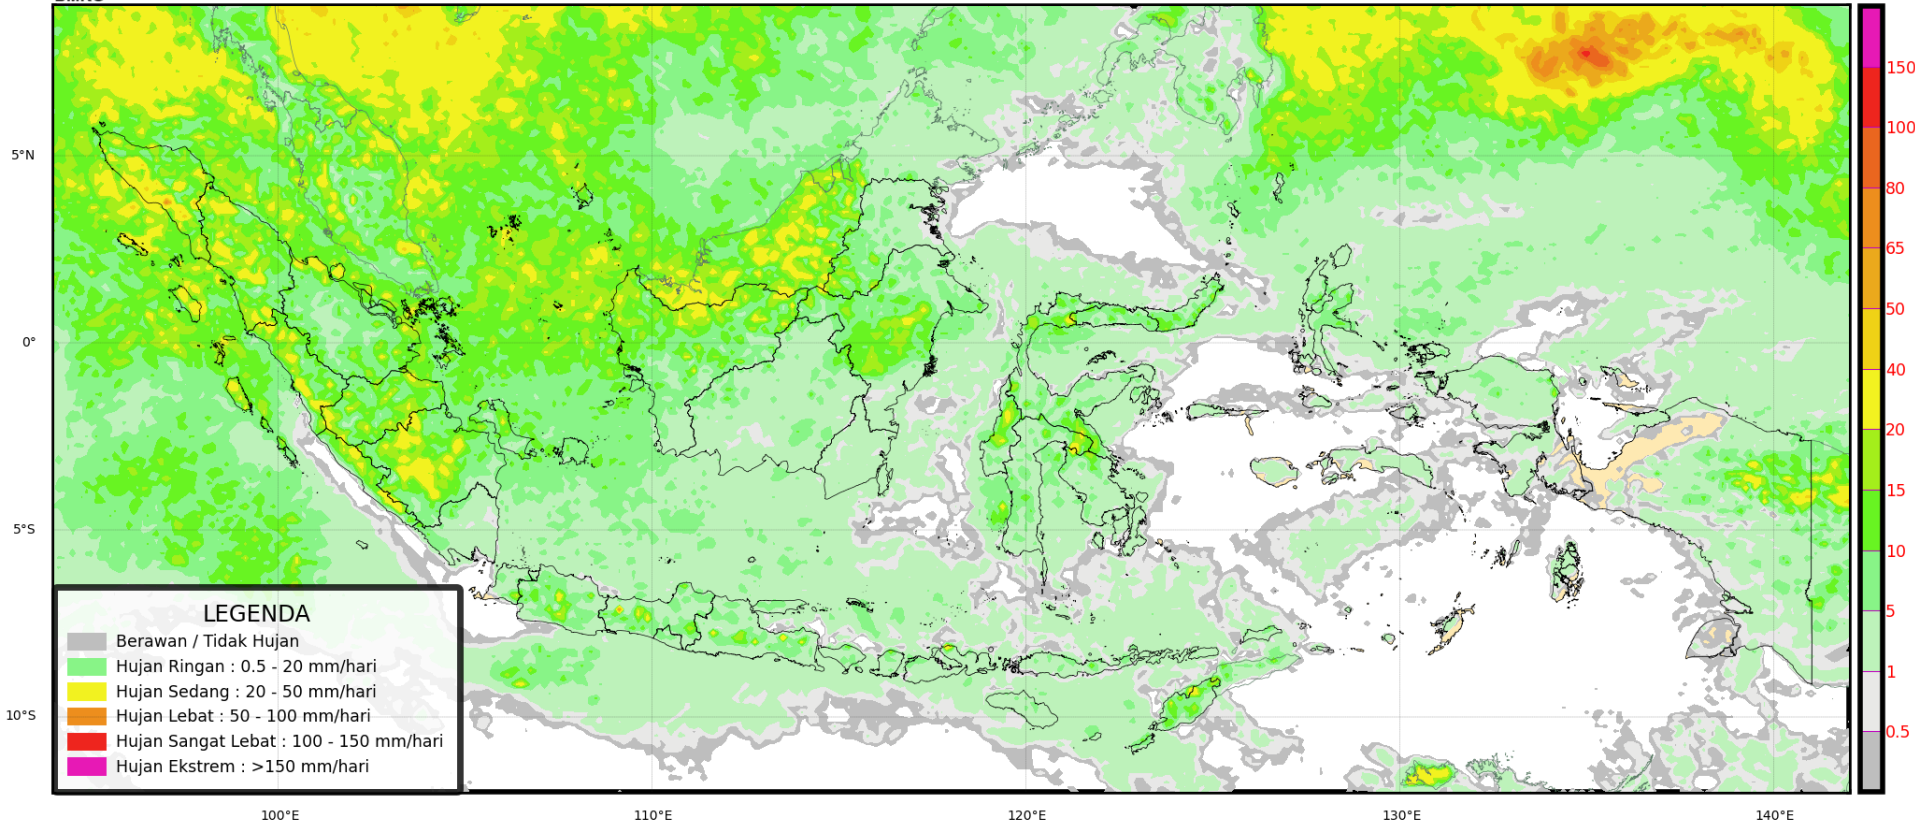 5°N
0°
5°S
10°S
100°E
110°E
120°E
130°E
140°E
LEGENDA
Berawan / Tidak Hujan
Hujan Ringan : 0.5 - 20 mm/hari
Hujan Sedang : 20 - 50 mm/hari
Hujan Lebat : 50 - 100 mm/hari
Hujan Sangat Lebat : 100 - 150 mm/hari
Hujan Ekstrem : >150 mm/hari
150
100
80
65
50
40
20
15
10
5
1
0.5